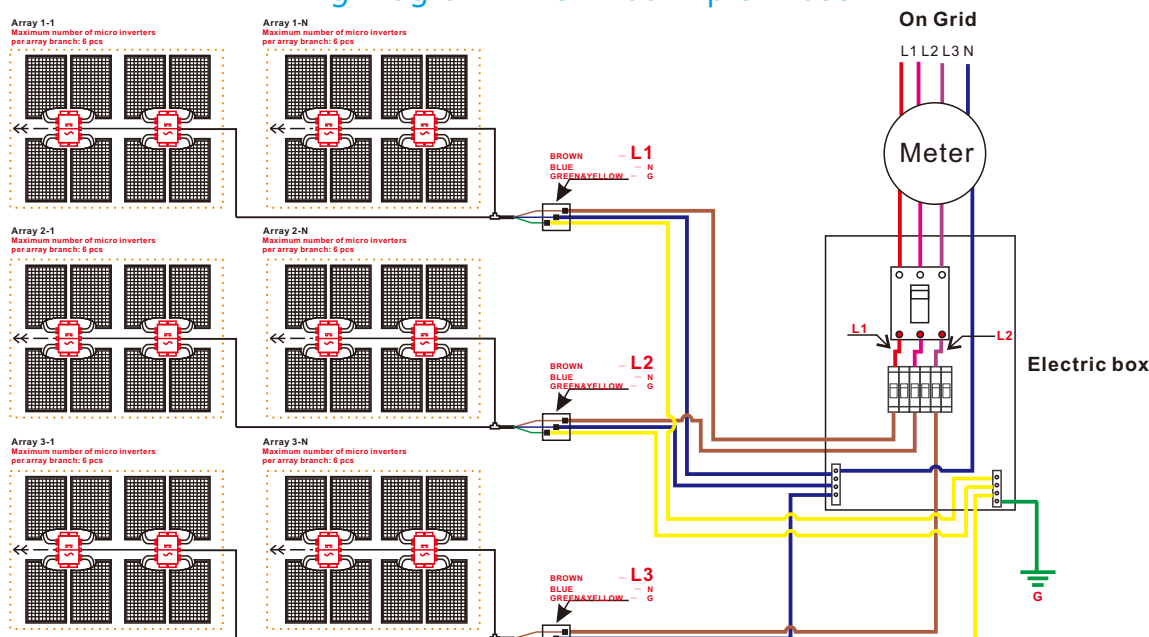 Array 1-1
Maximum number of micro inverters
per array branch: 6 pcs
Array 1-N
Maximum number of micro inverters
per array branch: 6 pcs
On Grid
L1 L2 L3 N
Meter
BROWN – L1
BLUE – N
GREEN&YELLOW – G
Array 2-1
Maximum number of micro inverters
per array branch: 6 pcs
Array 2-N
Maximum number of micro inverters
per array branch: 6 pcs
L1
L2
Electric box
BROWN – L2
BLUE – N
GREEN&YELLOW – G
Array 3-1
Maximum number of micro inverters
per array branch: 6 pcs
Array 3-N
Maximum number of micro inverters
per array branch: 6 pcs
BROWN – L3
BLUE – N
GREEN&YELLOW – G
G